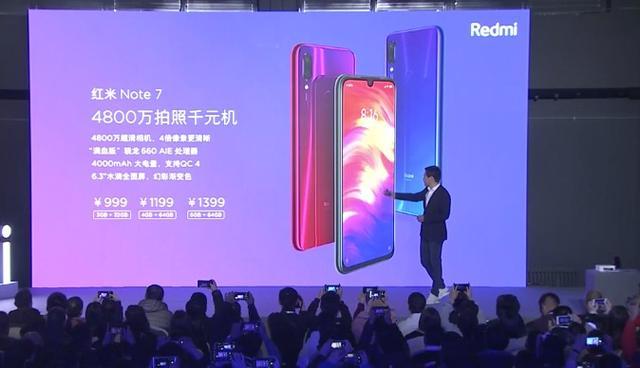 Redmi
红米 Note 7
4800万拍照千元机
4800万超清相机，4倍像素更清晰
“满血版”骁龙 660 AIE 处理器
4000mAh 大电量，支持QC 4
6.3"水滴全面屏，幻彩渐变色
¥999 ¥1199 ¥1399
3GB + 32GB 4GB + 64GB 6GB + 64GB
8:16